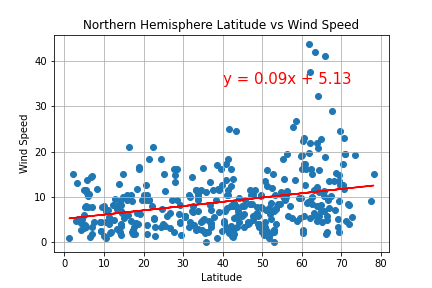 Northern Hemisphere Latitude vs Wind Speed
y = 0.09x + 5.13
Wind Speed
40
30
20
10
0
0 10 20 30 40 50 60 70 80
Latitude